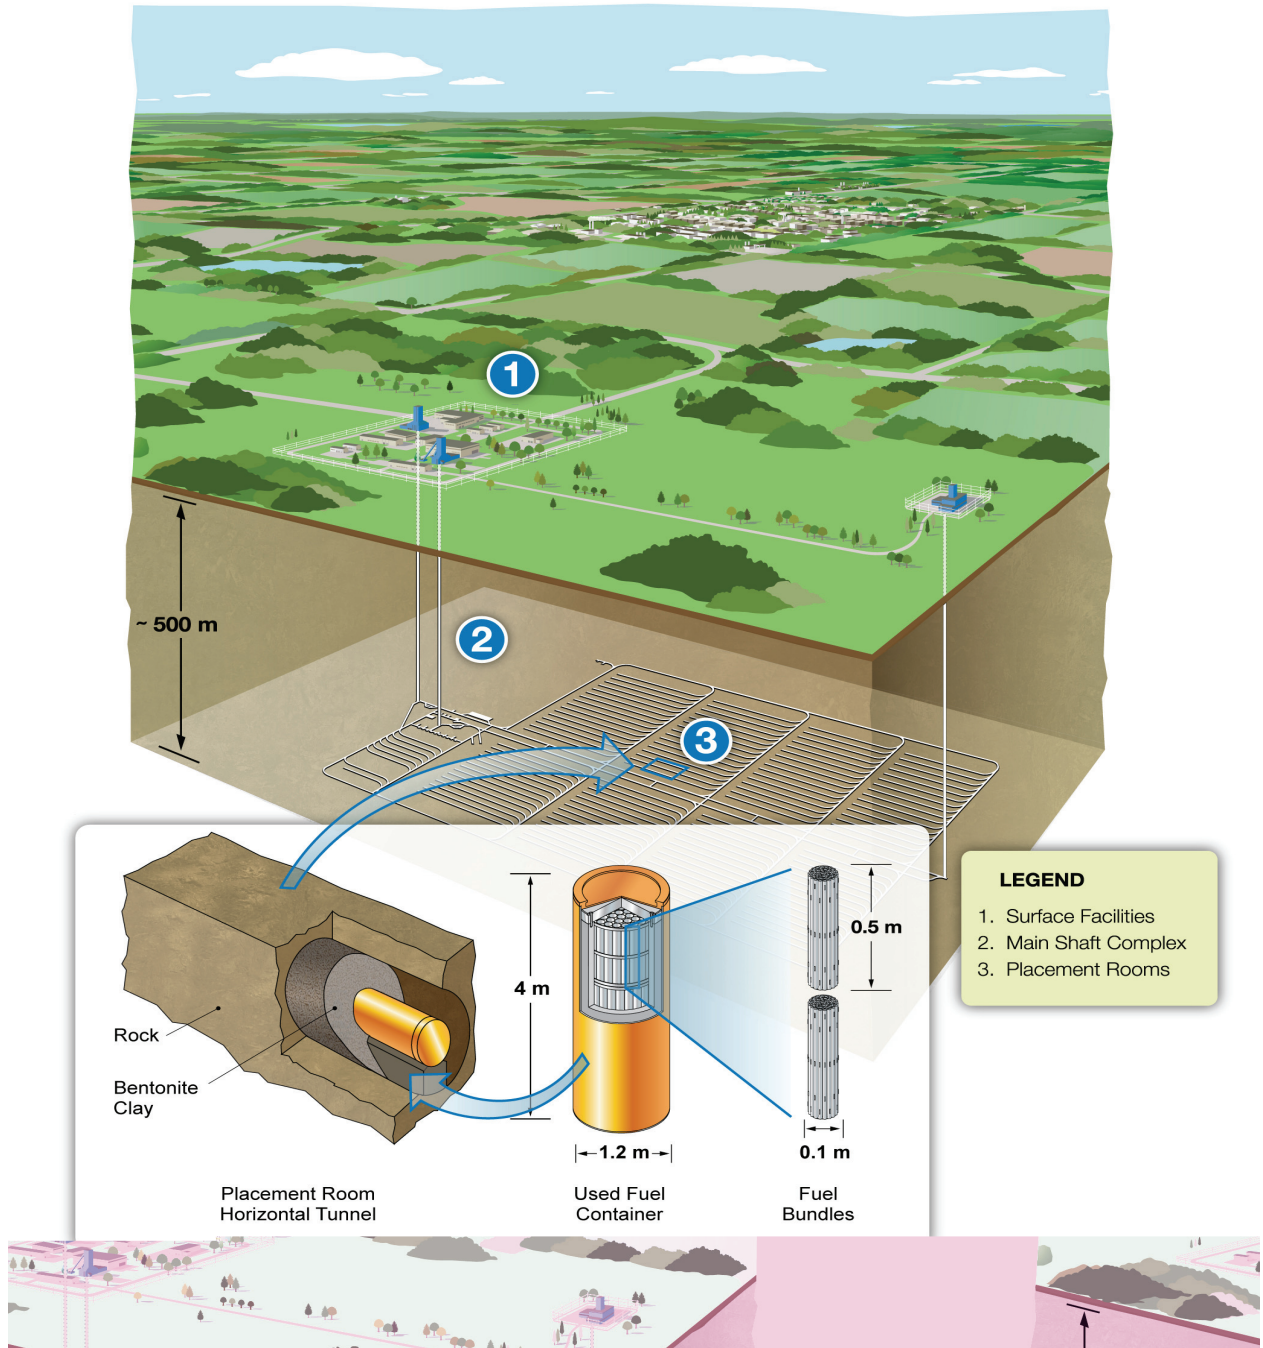 1
~ 500 m
2
3
LEGEND
1. Surface Facilities
2. Main Shaft Complex
3. Placement Rooms
Rock
Bentonite
Clay
4 m
1.2 m
0.5 m
0.1 m
Placement Room
Horizontal Tunnel
Used Fuel
Container
Fuel
Bundles